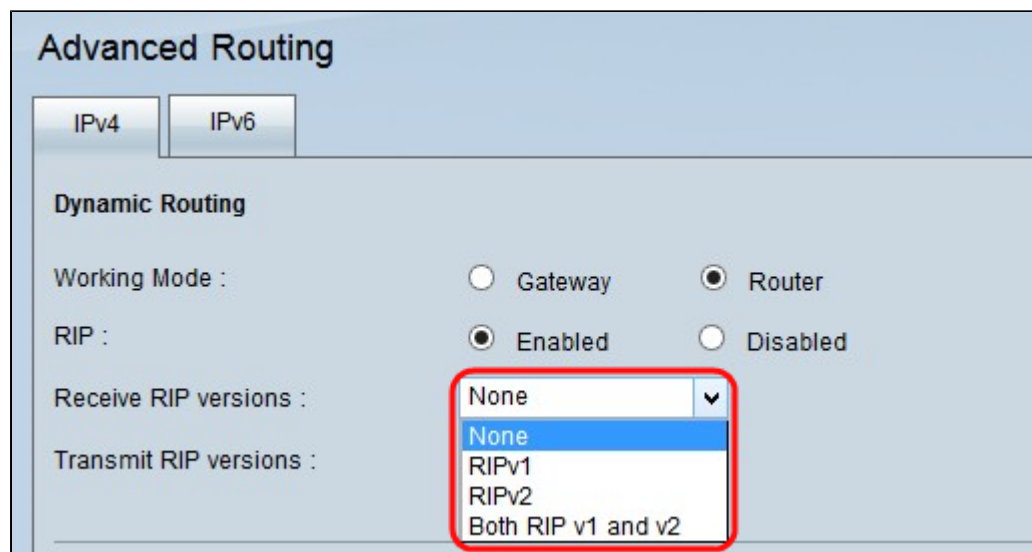 Advanced Routing
IPv4 IPv6
Dynamic Routing
Working Mode : Gateway Router
RIP : Enabled Disabled
Receive RIP versions : None
None
Transmit RIP versions : RIPv1
RIPv2
Both RIP v1 and v2